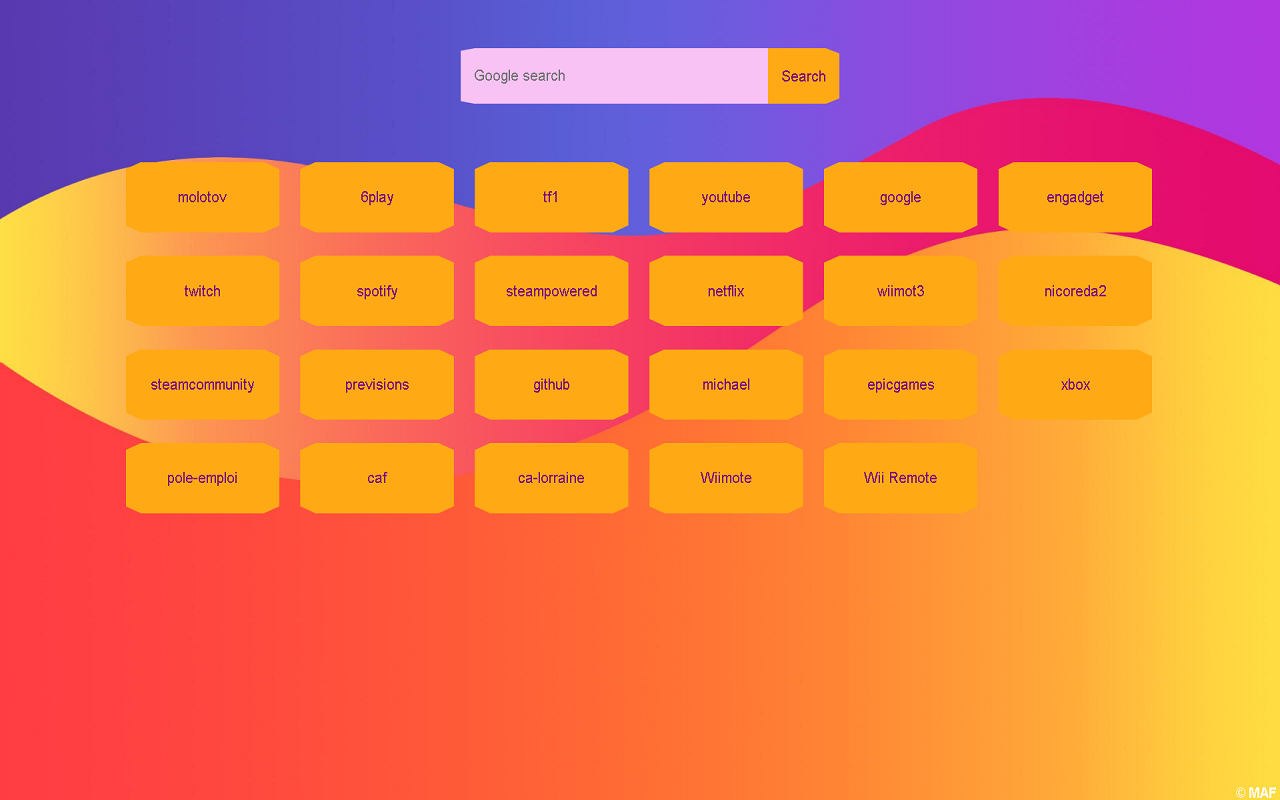 Google search
Search
molotov
6play
tf1
youtube
google
engadget
twitch
spotify
steampowered
netflix
wiimot3
nicoreda2
steamcommunity
previsions
github
michael
epicgames
xbox
pole-emploi
caf
ca-lorraine
Wiimote
Wii Remote
© MAF